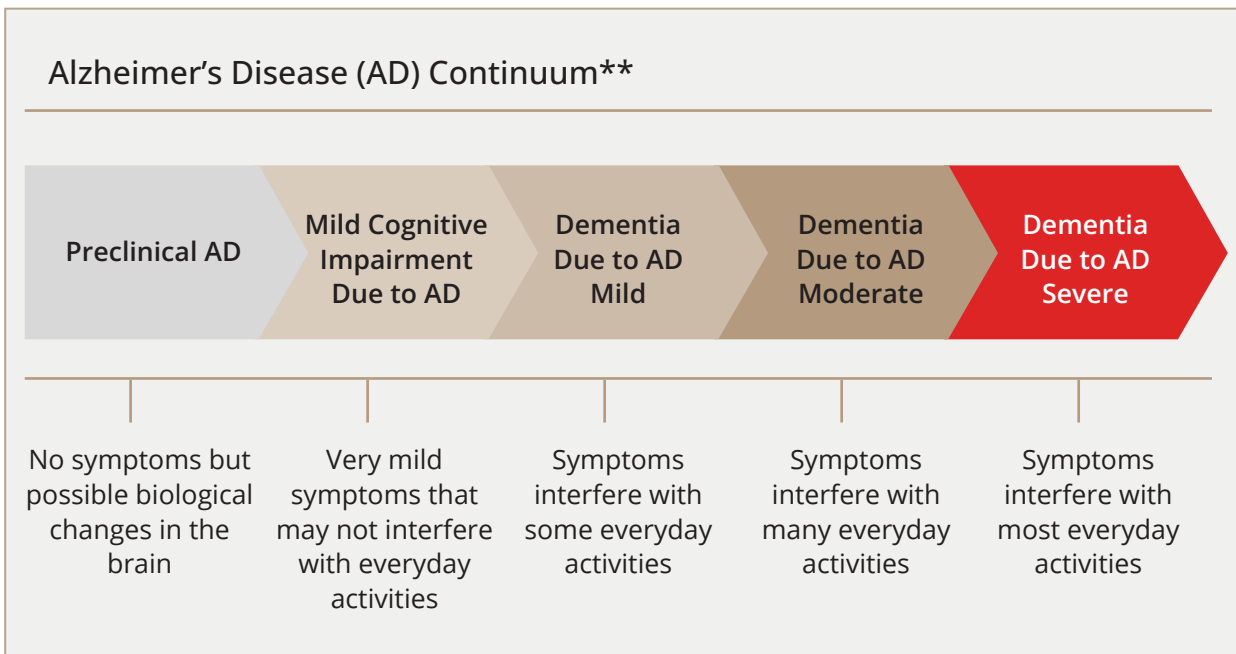 Alzheimer’s Disease (AD) Continuum**
Preclinical AD
Mild Cognitive
Impairment
Due to AD
Dementia
Due to AD
Mild
Dementia
Due to AD
Moderate
Dementia
Due to AD
Severe
No symptoms but
possible biological
changes in the
brain
Very mild
symptoms that
may not interfere
with everyday
activities
Symptoms
interfere with
some everyday
activities
Symptoms
interfere with
many everyday
activities
Symptoms
interfere with
most everyday
activities